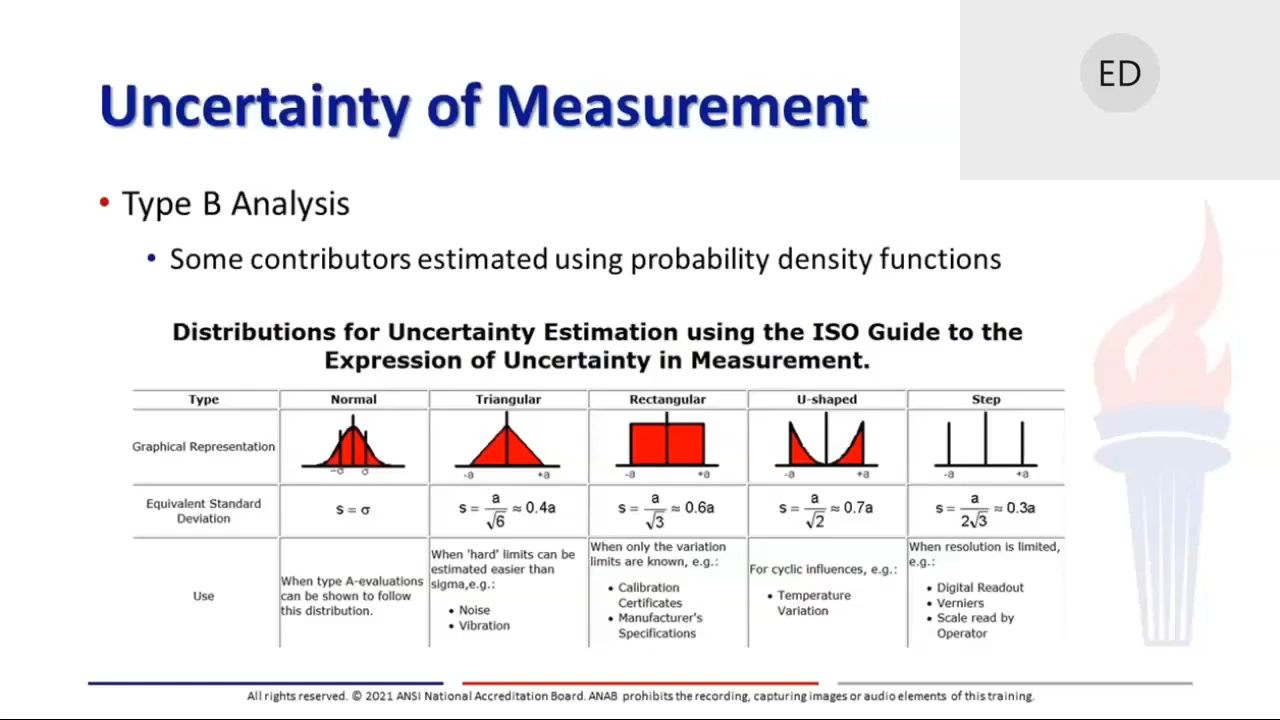 ED
Uncertainty of Measurement
• Type B Analysis
• Some contributors estimated using probability density functions
Distributions for Uncertainty Estimation using the ISO Guide to the
Expression of Uncertainty in Measurement.
Type Normal Triangular Rectangular U-shaped Step
Graphical Representation
-σ σ -a +a -a +a -a +a -a +a
Equivalent Standard
Deviation
s = σ
s = a/√6 ≈ 0.4a
s = a/√3 ≈ 0.6a
s = a/√2 ≈ 0.7a
s = a/2√3 ≈ 0.3a
Use
When type A-evaluations
can be shown to follow
this distribution.
When 'hard' limits can be
estimated easier than
sigma,e.g.:
• Noise
• Vibration
When only the variation
limits are known, e.g.:
• Calibration
Certificates
• Manufacturer's
Specifications
For cyclic influences, e.g.:
• Temperature
Variation
When resolution is limited,
e.g.:
• Digital Readout
• Verniers
• Scale read by
Operator
All rights reserved. © 2021 ANSI National Accreditation Board. ANAB prohibits the recording, capturing images or audio elements of this training.